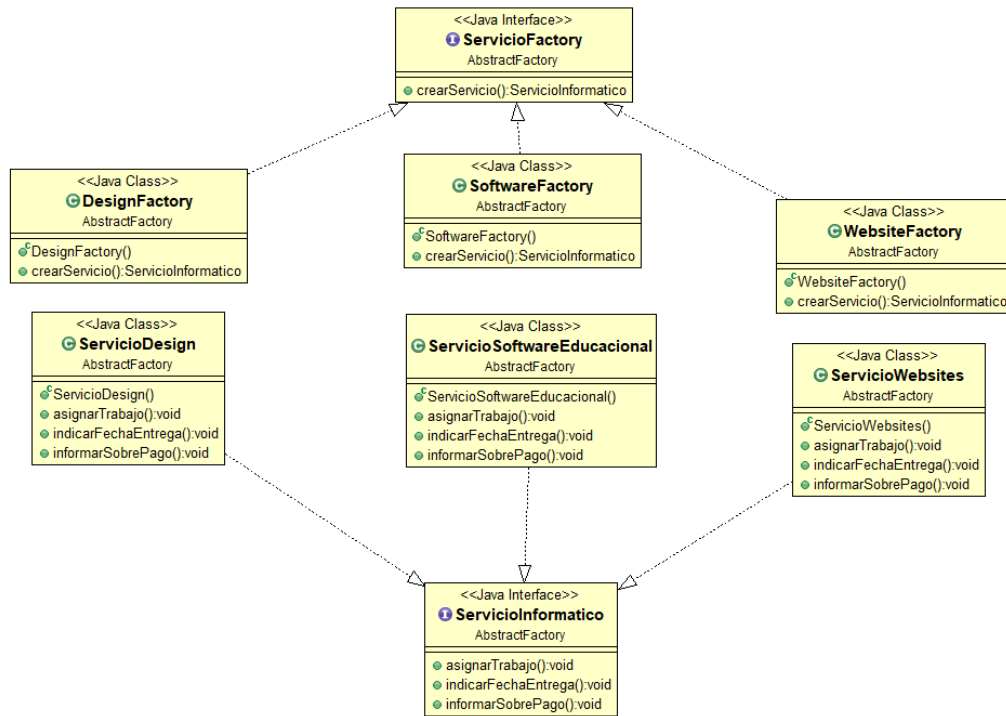 <<Java Interface>>
ServicioFactory
AbstractFactory
crearServicio():ServicioInformatico
<<Java Class>>
DesignFactory
AbstractFactory
DesignFactory()
crearServicio():ServicioInformatico
<<Java Class>>
SoftwareFactory
AbstractFactory
SoftwareFactory()
crearServicio():ServicioInformatico
<<Java Class>>
WebsiteFactory
AbstractFactory
WebsiteFactory()
crearServicio():ServicioInformatico
<<Java Class>>
ServicioDesign
AbstractFactory
ServicioDesign()
asignarTrabajo():void
indicarFechaEntrega():void
informarSobrePago():void
<<Java Class>>
ServicioSoftwareEducacional
AbstractFactory
ServicioSoftwareEducacional()
asignarTrabajo():void
indicarFechaEntrega():void
informarSobrePago():void
<<Java Class>>
ServicioWebsites
AbstractFactory
ServicioWebsites()
asignarTrabajo():void
indicarFechaEntrega():void
informarSobrePago():void
<<Java Interface>>
ServicioInformatico
AbstractFactory
asignarTrabajo():void
indicarFechaEntrega():void
informarSobrePago():void